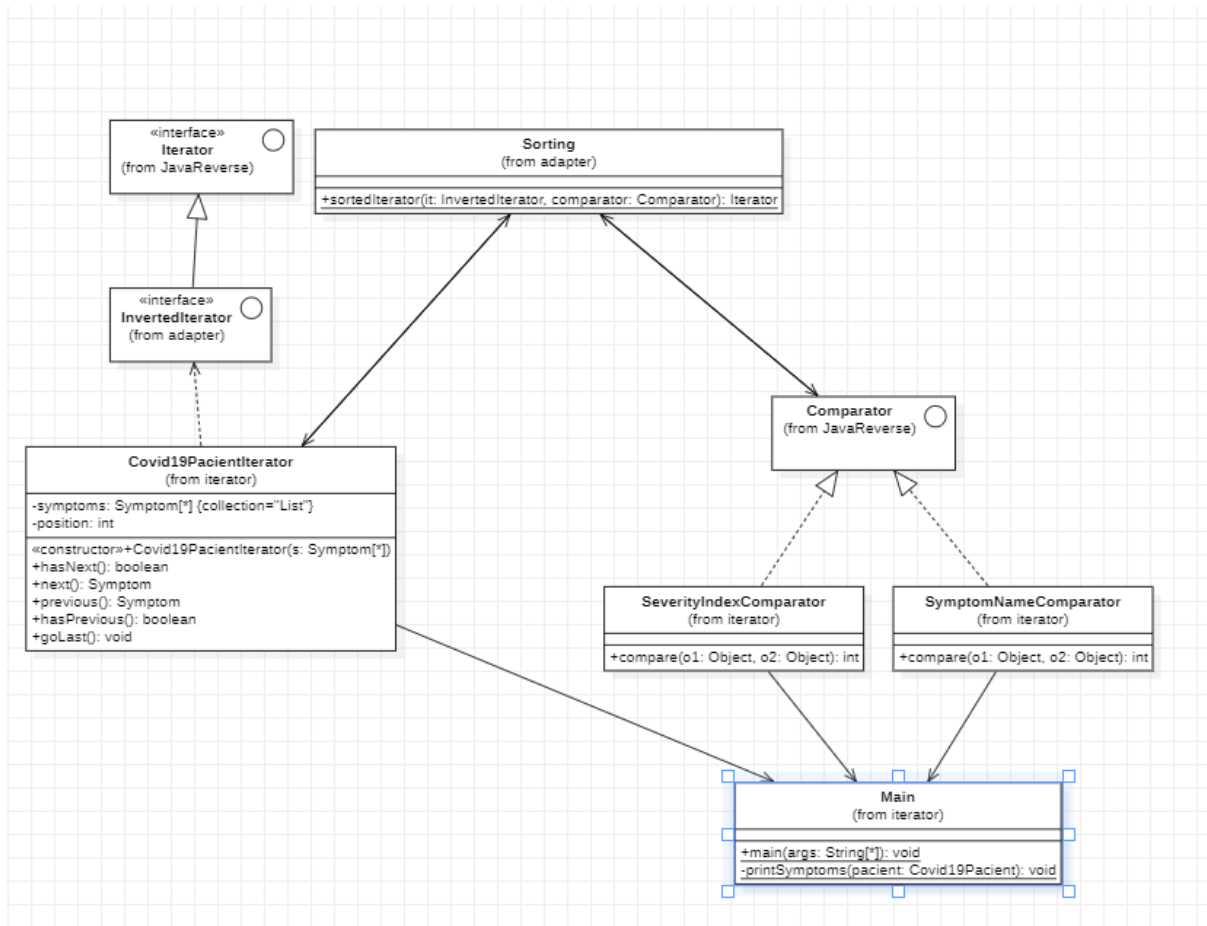 «interface»
Iterator
(from JavaReverse)
Sorting
(from adapter)
+sortedIterator(it: InvertedIterator, comparator: Comparator): Iterator
«interface»
InvertedIterator
(from adapter)
Comparator
(from JavaReverse)
Covid19PacientIterator
(from iterator)
-symptoms: Symptom[*] {collection="List"}
-position: int
«constructor»+Covid19PacientIterator(s: Symptom[*])
+hasNext(): boolean
+next(): Symptom
+previous(): Symptom
+hasPrevious(): boolean
+goLast(): void
SeverityIndexComparator
(from iterator)
+compare(o1: Object, o2: Object): int
SymptomNameComparator
(from iterator)
+compare(o1: Object, o2: Object): int
Main
(from iterator)
+main(args: String[*]): void
-printSymptoms(pacient: Covid19Pacient): void